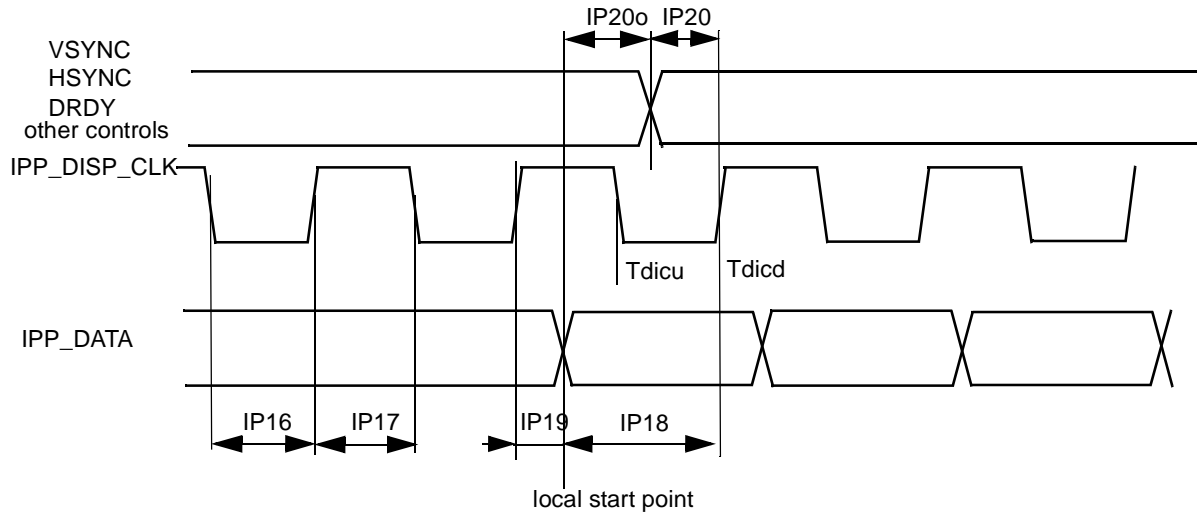 IP20o
IP20
VSYNC
HSYNC
DRDY
other controls
IPP_DISP_CLK
Tdicu
Tdicd
IPP_DATA
IP16
IP17
IP19
IP18
local start point